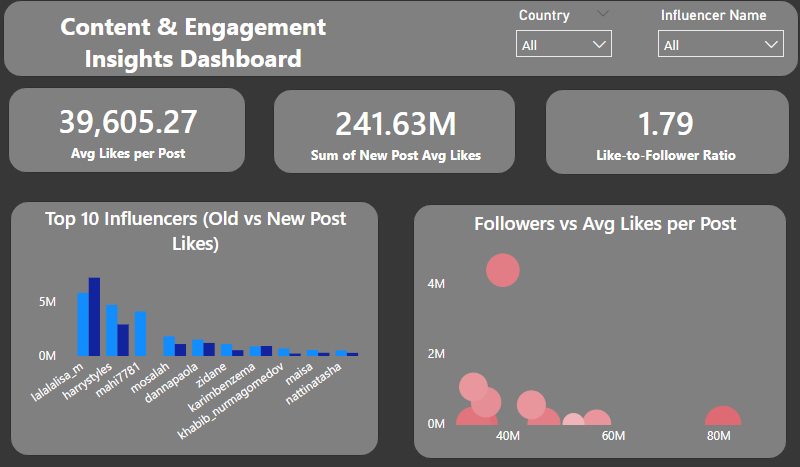 Content & Engagement
Insights Dashboard
Country
All
Influencer Name
All
39,605.27
Avg Likes per Post
241.63M
Sum of New Post Avg Likes
1.79
Like-to-Follower Ratio
Top 10 Influencers (Old vs New Post
Likes)
5M
0M
lalalalisa_m
harrystyles
mahi7781
mosalah
dannapaola
zidane
karimbenzema
khabib_nurmagomedov
maisa
nattinatasha
Followers vs Avg Likes per Post
4M
2M
0M
40M
60M
80M